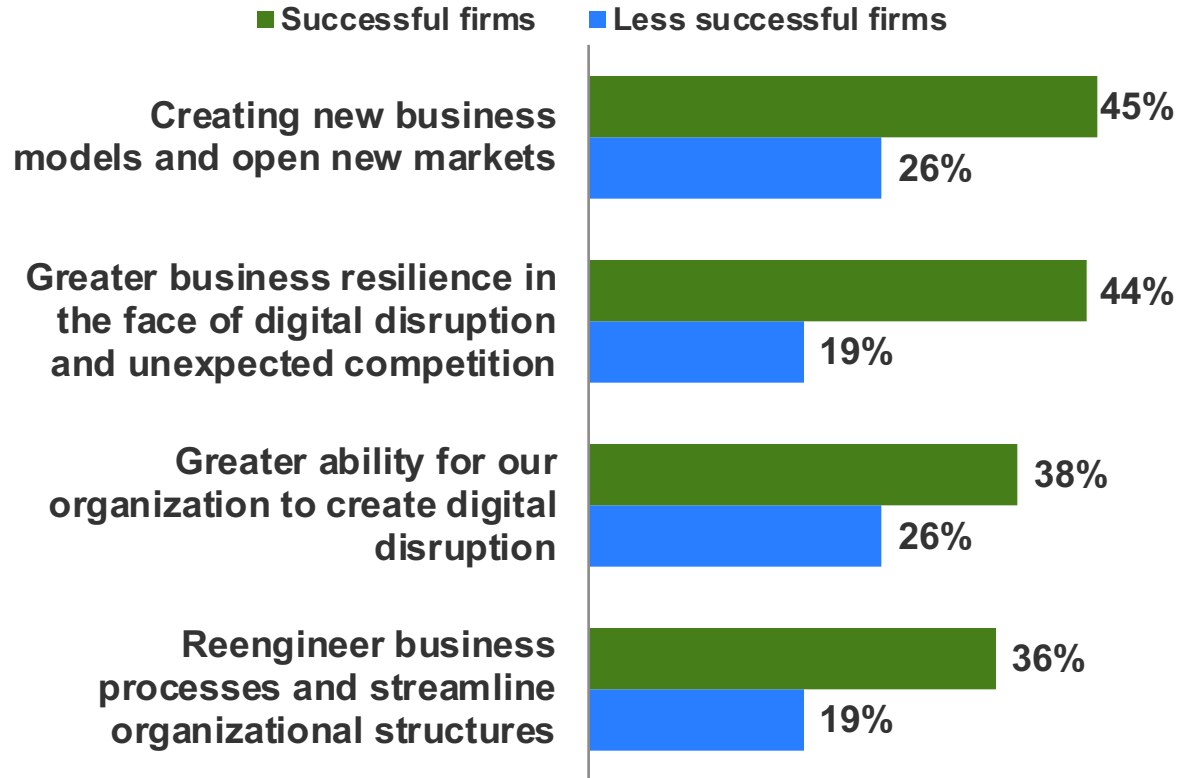 Successful firms Less successful firms
Creating new business
models and open new markets
45%
26%
Greater business resilience in
the face of digital disruption
and unexpected competition
44%
19%
Greater ability for our
organization to create digital
disruption
38%
26%
Reengineer business
processes and streamline
organizational structures
36%
19%